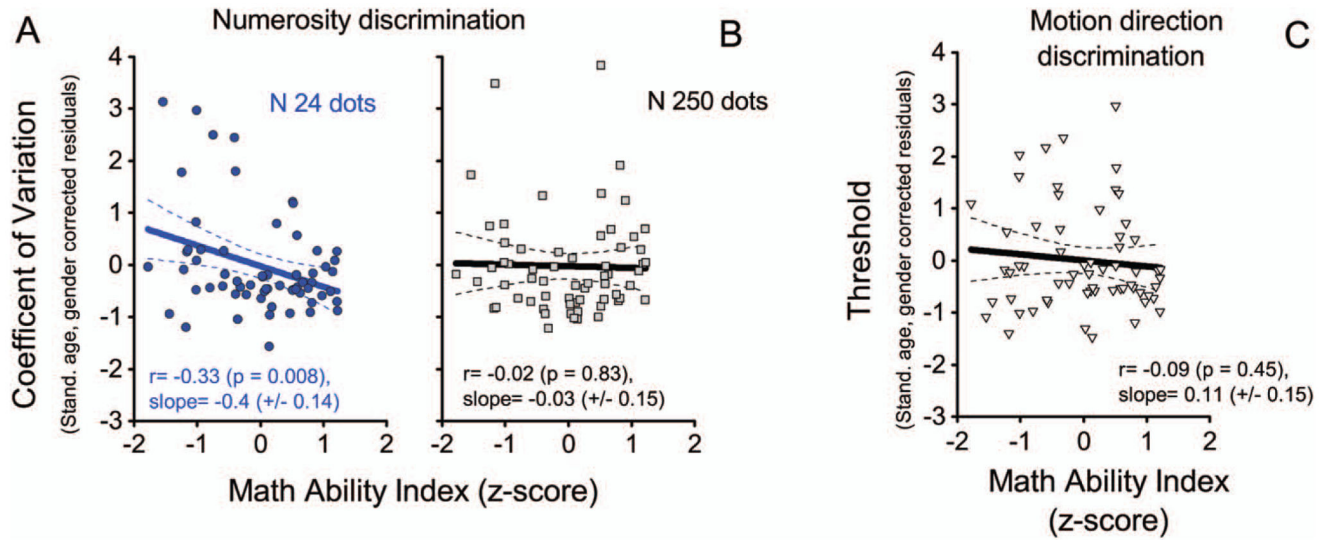 A
Numerosity discrimination
B
Motion direction
discrimination
C
Coefficent of Variation
(Stand. age, gender corrected residuals)
4
3
2
1
0
-1
-2
-3
N 24 dots
r= -0.33 (p = 0.008),
slope= -0.4 (+/- 0.14)
-2 -1 0 1 2
N 250 dots
r= -0.02 (p = 0.83),
slope= -0.03 (+/- 0.15)
-2 -1 0 1 2
Math Ability Index (z-score)
Threshold
(Stand. age, gender corrected residuals)
4
3
2
1
0
-1
-2
-3
r= -0.09 (p = 0.45),
slope= 0.11 (+/- 0.15)
-2 -1 0 1 2
Math Ability Index
(z-score)